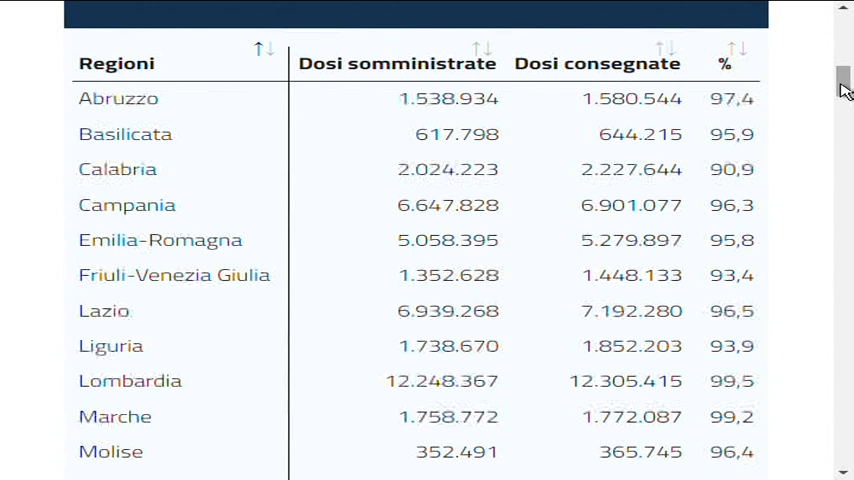 Regioni Dosi somministrate Dosi consegnate %
Abruzzo 1.538.934 1.580.544 97,4
Basilicata 617.798 644.215 95,9
Calabria 2.024.223 2.227.644 90,9
Campania 6.647.828 6.901.077 96,3
Emilia-Romagna 5.058.395 5.279.897 95,8
Friuli-Venezia Giulia 1.352.628 1.448.133 93,4
Lazio 6.939.268 7.192.280 96,5
Liguria 1.738.670 1.852.203 93,9
Lombardia 12.248.367 12.305.415 99,5
Marche 1.758.772 1.772.087 99,2
Molise 352.491 365.745 96,4